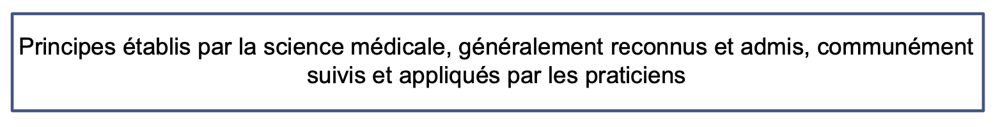 Principes établis par la science médicale, généralement reconnus et admis, communément
suivis et appliqués par les praticiens